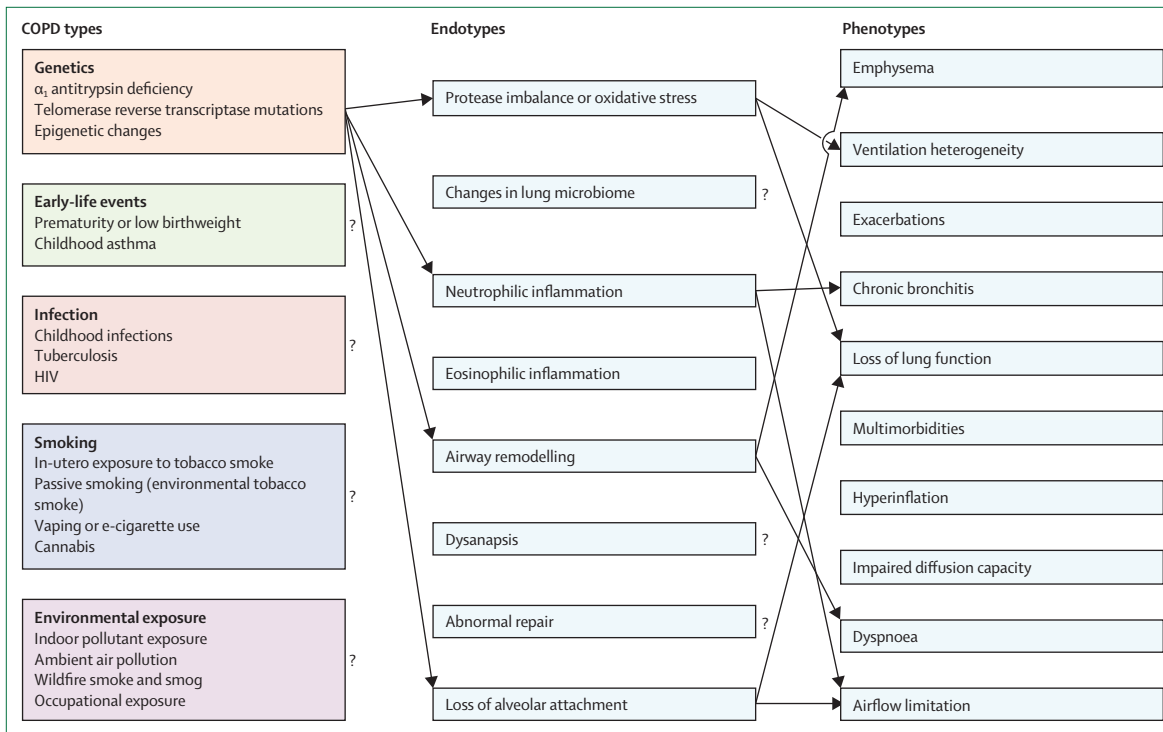 COPD types
Genetics
α₁ antitrypsin deficiency
Telomerase reverse transcriptase mutations
Epigenetic changes
Early-life events
Prematurity or low birthweight
Childhood asthma
?
Infection
Childhood infections
Tuberculosis
HIV
?
Smoking
In-utero exposure to tobacco smoke
Passive smoking (environmental tobacco
smoke)
Vaping or e-cigarette use
Cannabis
?
Environmental exposure
Indoor pollutant exposure
Ambient air pollution
Wildfire smoke and smog
Occupational exposure
?
Endotypes
Protease imbalance or oxidative stress
Changes in lung microbiome
?
Neutrophilic inflammation
Eosinophilic inflammation
Airway remodelling
Dysanapsis
?
Abnormal repair
?
Loss of alveolar attachment
Phenotypes
Emphysema
Ventilation heterogeneity
Exacerbations
Chronic bronchitis
Loss of lung function
Multimorbidities
Hyperinflation
Impaired diffusion capacity
Dyspnoea
Airflow limitation